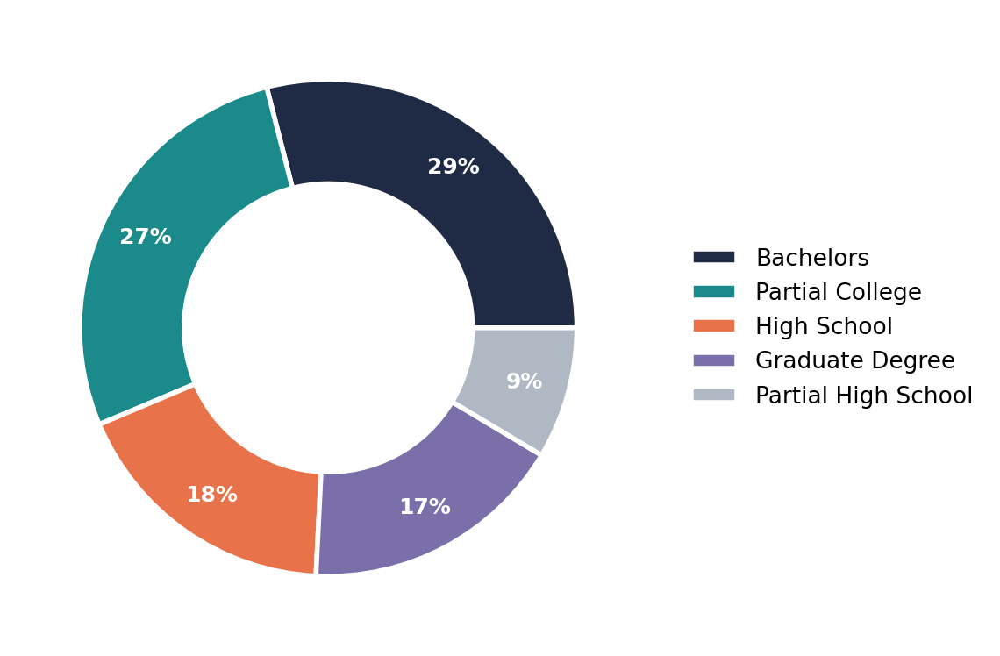 29%
27%
18%
17%
9%
Bachelors
Partial College
High School
Graduate Degree
Partial High School